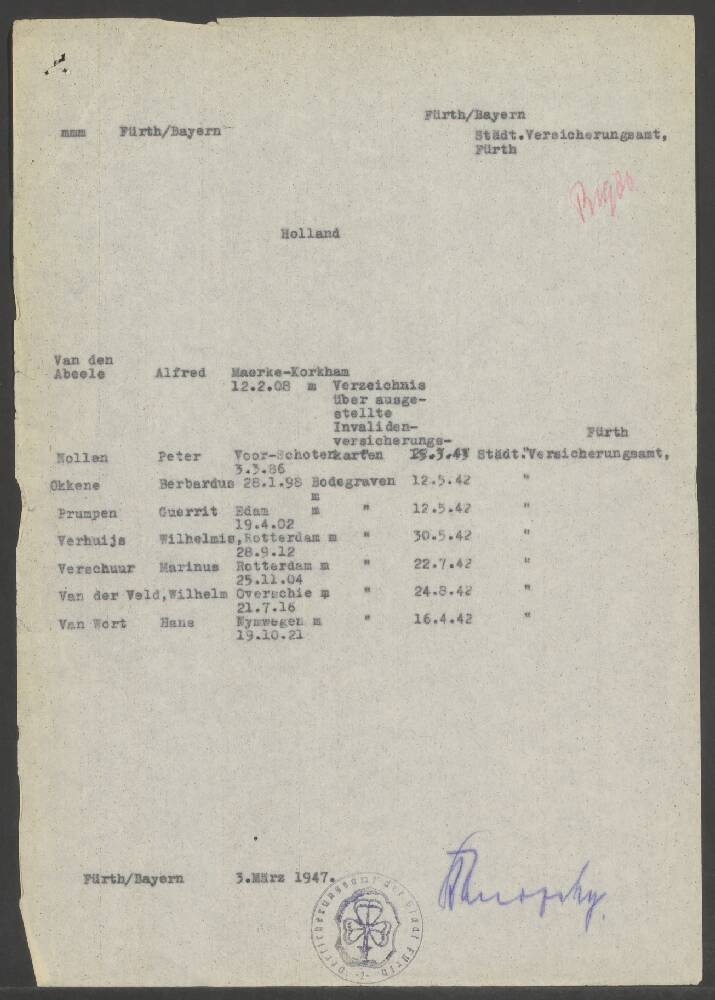 Fürth/Bayern
mmm Fürth/Bayern
Städt.Versicherungsamt,
Fürth
Holland
Van den
Abeele Alfred Maerke-Korkham
12.2.08 m Verzeichnis
über ausge-
stellte
Invaliden-
versicherungs- Fürth
Nollen Peter Voor-Schoten karten Städt. Versicherungsamt,
3.3.86
Okkene Berbardus 28.1.98 Bodegraven 12.5.42 "
m
Prumpen Guerrit Edam m " 12.5.42 "
19.4.02
Verhuijs Wilhelmis,Rotterdam m " 30.5.42 "
28.9.12
Verschuur Marinus Rotterdam m " 22.7.42 "
25.11.04
Van der Veld,Wilhelm Overschie m " 24.8.42 "
21.7.16
Van Wort Hans Nymwegen m " 16.4.42 "
19.10.21
Fürth/Bayern 3.März 1947.
Versicherungsamt der Stadt Fürth